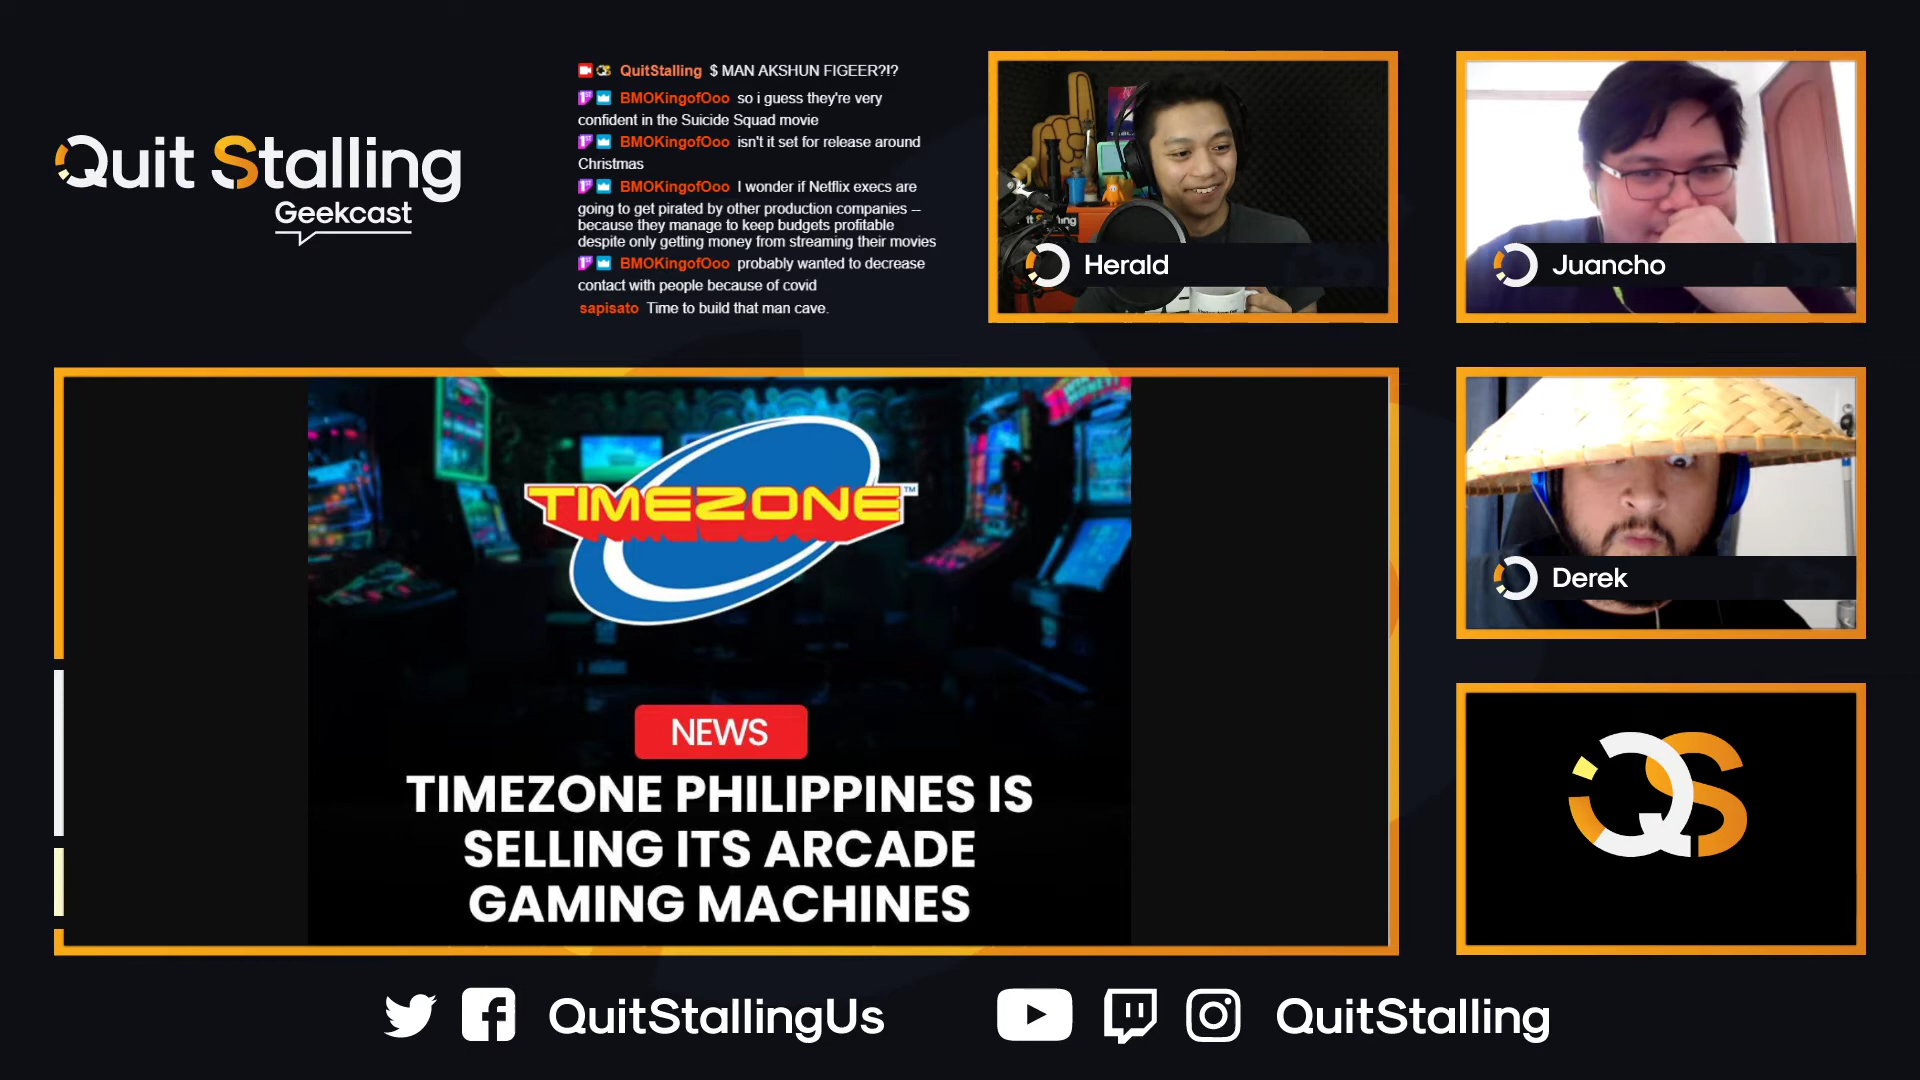 Quit Stalling
Geekcast
QuitStalling $ MAN AKSHUN FIGEER?!?
BMOKingofOoo so i guess they're very
confident in the Suicide Squad movie
BMOKingofOoo isn't it set for release around
Christmas
BMOKingofOoo I wonder if Netflix execs are
going to get pirated by other production companies –
because they manage to keep budgets profitable
despite only getting money from streaming their movies
BMOKingofOoo probably wanted to decrease
contact with people because of covid
sapisato Time to build that man cave.
Herald
Juancho
Derek
TIMEZONE™
NEWS
TIMEZONE PHILIPPINES IS
SELLING ITS ARCADE
GAMING MACHINES
QS
QuitStallingUs
QuitStalling